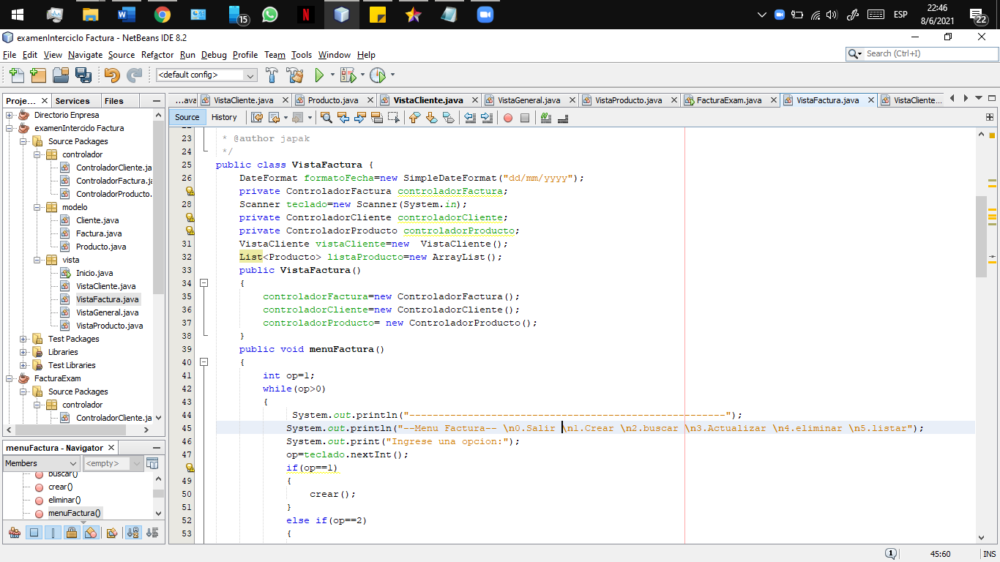 15
ESP
22:46
8/6/2021
22
examenInterciclo Factura - NetBeans IDE 8.2
File Edit View Navigate Source Refactor Run Debug Profile Team Tools Window Help
Search (Ctrl+I)
<default config>
Proje... Services Files
...ava VistaCliente.java Producto.java VistaCliente.java VistaGeneral.java VistaProducto.java FacturaExam.java VistaFactura.java VistaCliente...
Source History
Directorio Enpresa
examenInterciclo Factura
Source Packages
controlador
ControladorCliente.ja
ControladorFactura.ja
ControladorProducto.
modelo
Cliente.java
Factura.java
Producto.java
vista
Inicio.java
VistaCliente.java
VistaFactura.java
VistaGeneral.java
VistaProducto.java
Test Packages
Libraries
Test Libraries
FacturaExam
Source Packages
controlador
ControladorCliente.ja
menuFactura - Navigator
Members <empty>
buscar()
crear()
eliminar()
menuFactura()
23 * @author japak
24 */
25 public class VistaFactura {
26 DateFormat formatoFecha=new SimpleDateFormat("dd/mm/yyyy");
private ControladorFactura controladorFactura;
28 Scanner teclado=new Scanner(System.in);
private ControladorCliente controladorCliente;
private ControladorProducto controladorProducto;
31 VistaCliente vistaCliente=new  VistaCliente();
32 List<Producto> listaProducto=new ArrayList();
33 public VistaFactura()
34 {
35 controladorFactura=new ControladorFactura();
36 controladorCliente=new ControladorCliente();
37 controladorProducto= new ControladorProducto();
38 }
39 public void menuFactura()
40 {
41 int op=1;
42 while(op>0)
43 {
44 System.out.println("------------------------------------------------------");
45 System.out.println("--Menu Factura-- \n0.Salir \n1.Crear \n2.buscar \n3.Actualizar \n4.eliminar \n5.listar");
46 System.out.print("Ingrese una opcion:");
47 op=teclado.nextInt();
if(op==1)
49 {
50 crear();
51 }
52 else if(op==2)
53 {
1
45:60
INS